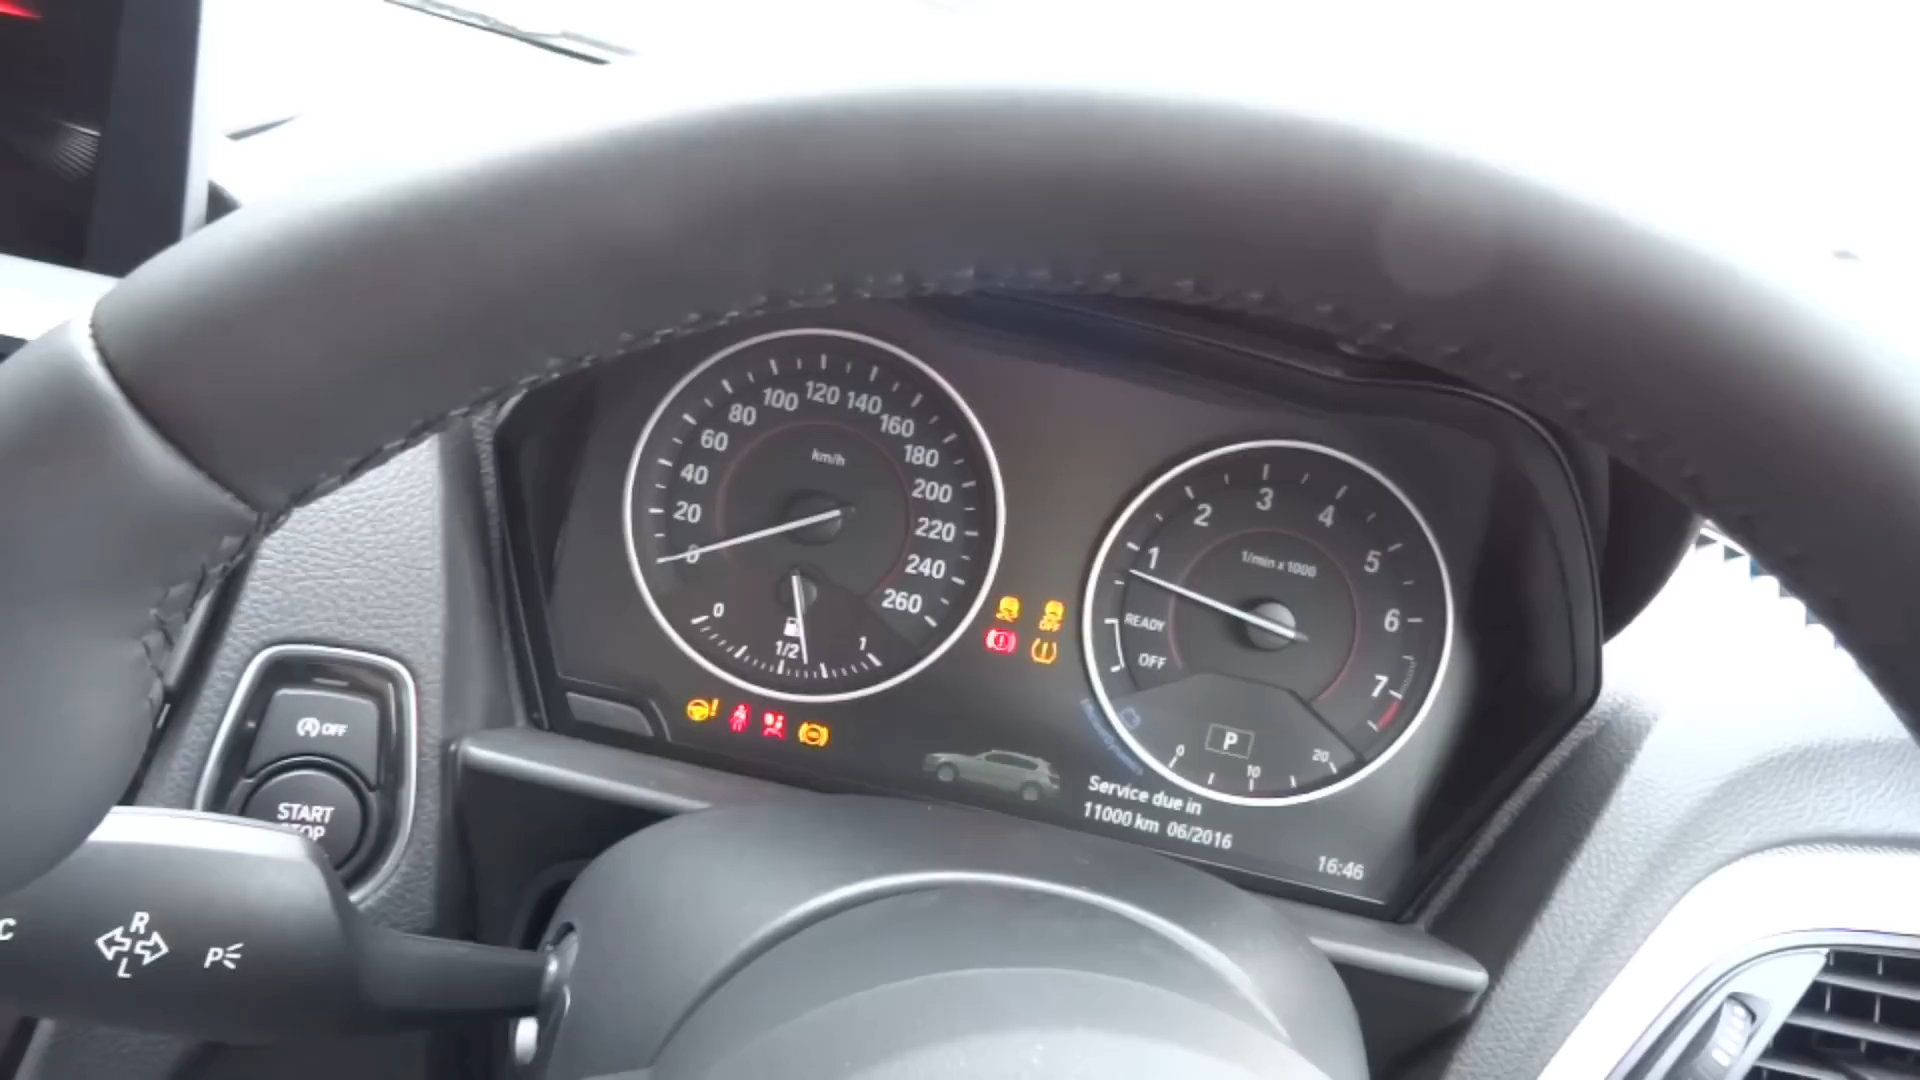 0
20
40
60
80
100
120
140
160
180
200
220
240
260
km/h
0
1/2
1
1
2
3
4
5
6
7
1/min x 1000
READY
OFF
OFF
P
0
10
20
Service due in
11000 km 06/2016
16:46
A OFF
START
STOP
C
R
L
P